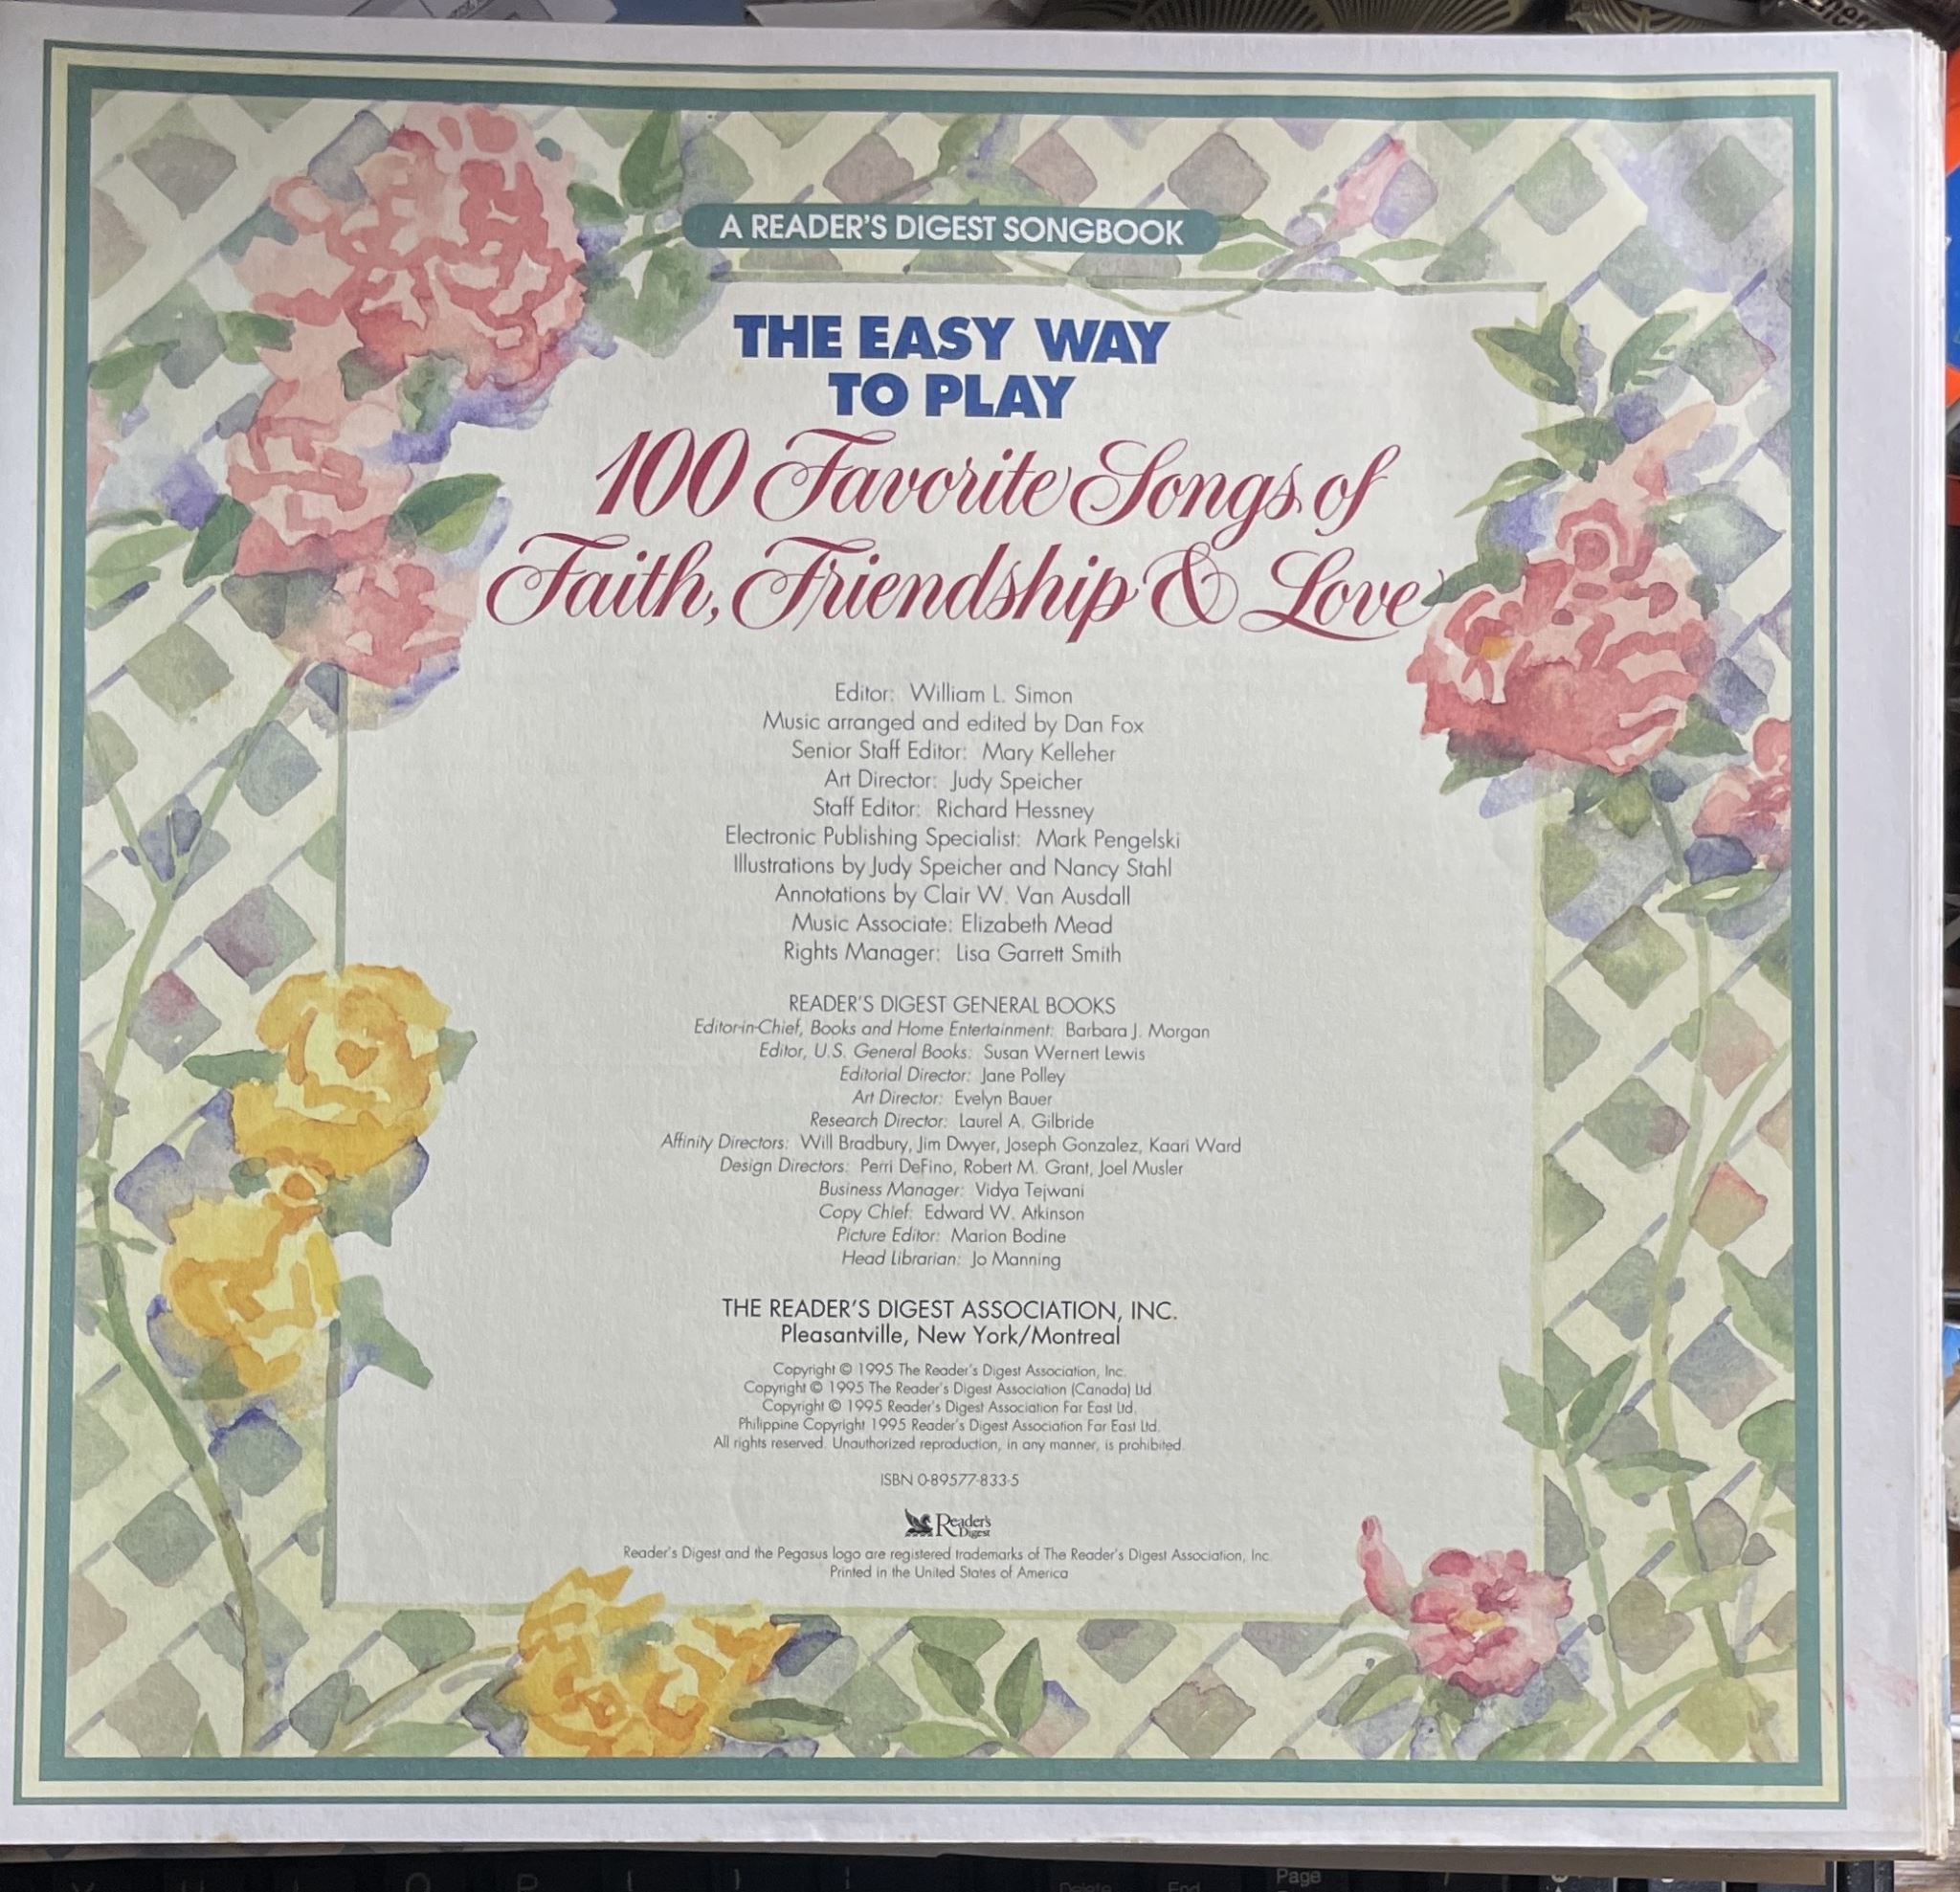 A READER'S DIGEST SONGBOOK
THE EASY WAY
TO PLAY
100 Favorite Songs of
Faith, Friendship & Love
Editor: William L. Simon
Music arranged and edited by Dan Fox
Senior Staff Editor: Mary Kelleher
Art Director: Judy Speicher
Staff Editor: Richard Hessney
Electronic Publishing Specialist: Mark Pengelski
Illustrations by Judy Speicher and Nancy Stahl
Annotations by Clair W. Van Ausdall
Music Associate: Elizabeth Mead
Rights Manager: Lisa Garrett Smith
READER'S DIGEST GENERAL BOOKS
Editor-in-Chief, Books and Home Entertainment: Barbara J. Morgan
Editor, U.S. General Books: Susan Wernert Lewis
Editorial Director: Jane Polley
Art Director: Evelyn Bauer
Research Director: Laurel A. Gilbride
Affinity Directors: Will Bradbury, Jim Dwyer, Joseph Gonzalez, Kaari Ward
Design Directors: Perri DeFino, Robert M. Grant, Joel Musler
Business Manager: Vidya Tejwani
Copy Chief: Edward W. Atkinson
Picture Editor: Marion Bodine
Head Librarian: Jo Manning
THE READER'S DIGEST ASSOCIATION, INC.
Pleasantville, New York/Montreal
Copyright © 1995 The Reader's Digest Association, Inc.
Copyright © 1995 The Reader's Digest Association (Canada) Ltd.
Copyright © 1995 Reader's Digest Association Far East Ltd.
Philippine Copyright 1995 Reader's Digest Association Far East Ltd.
All rights reserved. Unauthorized reproduction, in any manner, is prohibited.
ISBN 0-89577-833-5
Reader's
Digest
Reader's Digest and the Pegasus logo are registered trademarks of The Reader's Digest Association, Inc.
Printed in the United States of America
Delete End Page